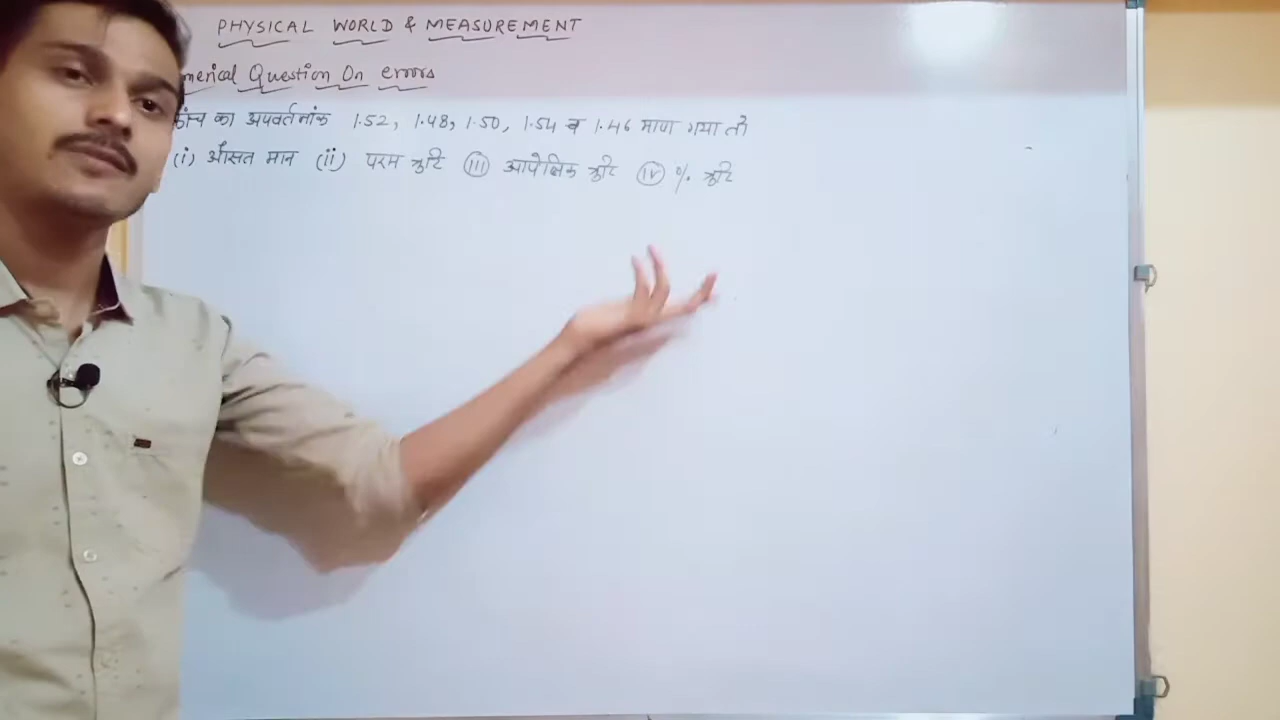 PHYSICAL WORLD & MEASUREMENT
Question On errors
का अपवर्तनांक 1.52, 1.48, 1.50, 1.54 व 1.46 मापा गया तो
(i) औसत मान (ii) परम त्रुटि (iii) आपेक्षिक त्रुटि (iv) % त्रुटि